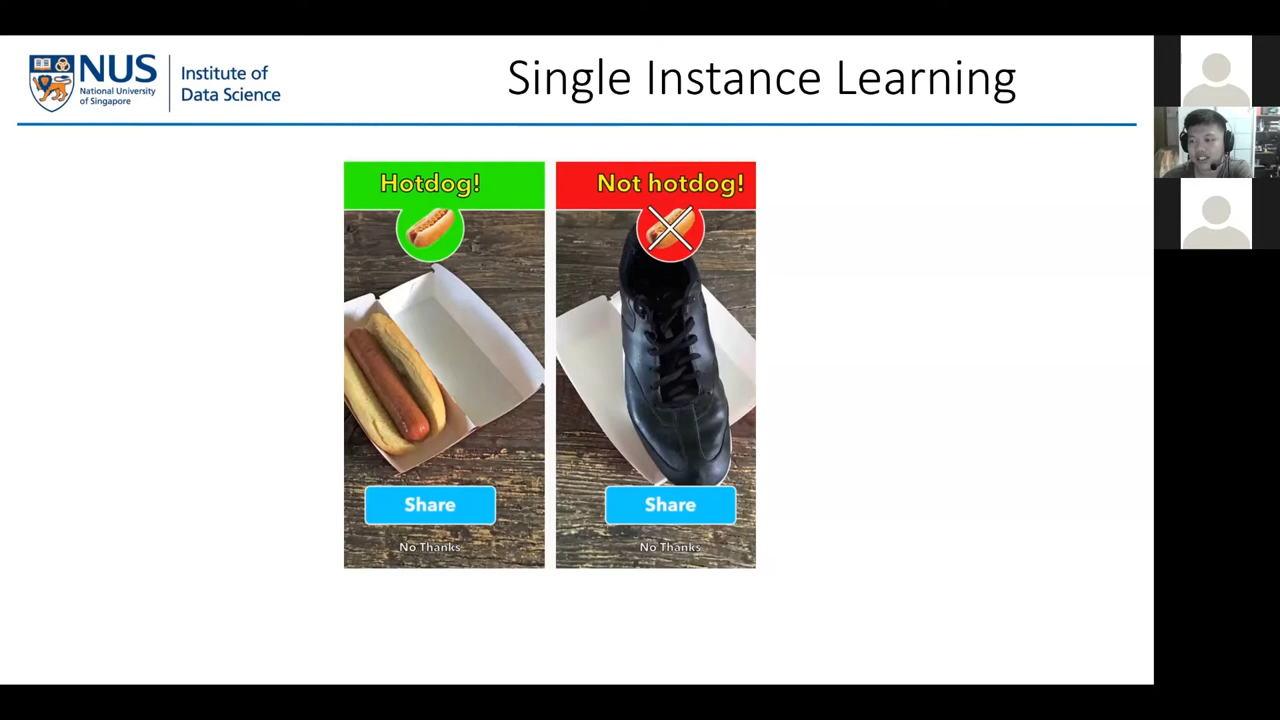 NUS
National University
of Singapore
Institute of
Data Science
Single Instance Learning
Hotdog!
Not hotdog!
Share
Share
No Thanks
No Thanks